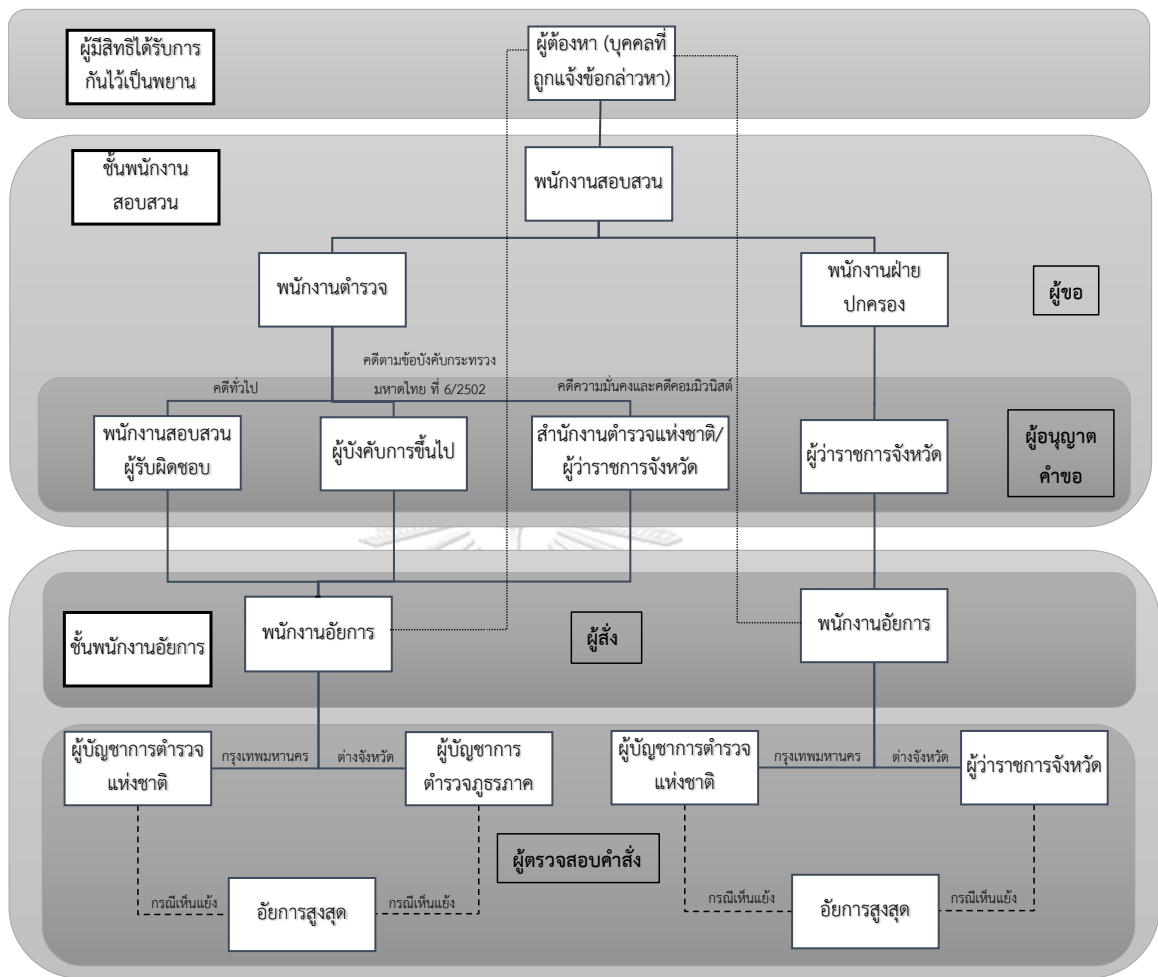 ผู้มีสิทธิได้รับการ
กันไว้เป็นพยาน
ผู้ต้องหา (บุคคลที่
ถูกแจ้งข้อกล่าวหา)
ชั้นพนักงาน
สอบสวน
พนักงานสอบสวน
พนักงานตำรวจ
พนักงานฝ่าย
ปกครอง
ผู้ขอ
คดีทั่วไป
คดีตามข้อบังคับกระทรวง
มหาดไทย ที่ 6/2502
คดีความมั่นคงและคดีคอมมิวนิสต์
พนักงานสอบสวน
ผู้รับผิดชอบ
ผู้บังคับการขึ้นไป
สำนักงานตำรวจแห่งชาติ/
ผู้ว่าราชการจังหวัด
ผู้ว่าราชการจังหวัด
ผู้อนุญาต
คำขอ
ชั้นพนักงานอัยการ
พนักงานอัยการ
ผู้สั่ง
พนักงานอัยการ
ผู้บัญชาการตำรวจ
แห่งชาติ
กรุงเทพมหานคร
ต่างจังหวัด
ผู้บัญชาการ
ตำรวจภูธรภาค
ผู้บัญชาการตำรวจ
แห่งชาติ
กรุงเทพมหานคร
ต่างจังหวัด
ผู้ว่าราชการจังหวัด
ผู้ตรวจสอบคำสั่ง
กรณีเห็นแย้ง
อัยการสูงสุด
กรณีเห็นแย้ง
กรณีเห็นแย้ง
อัยการสูงสุด
กรณีเห็นแย้ง